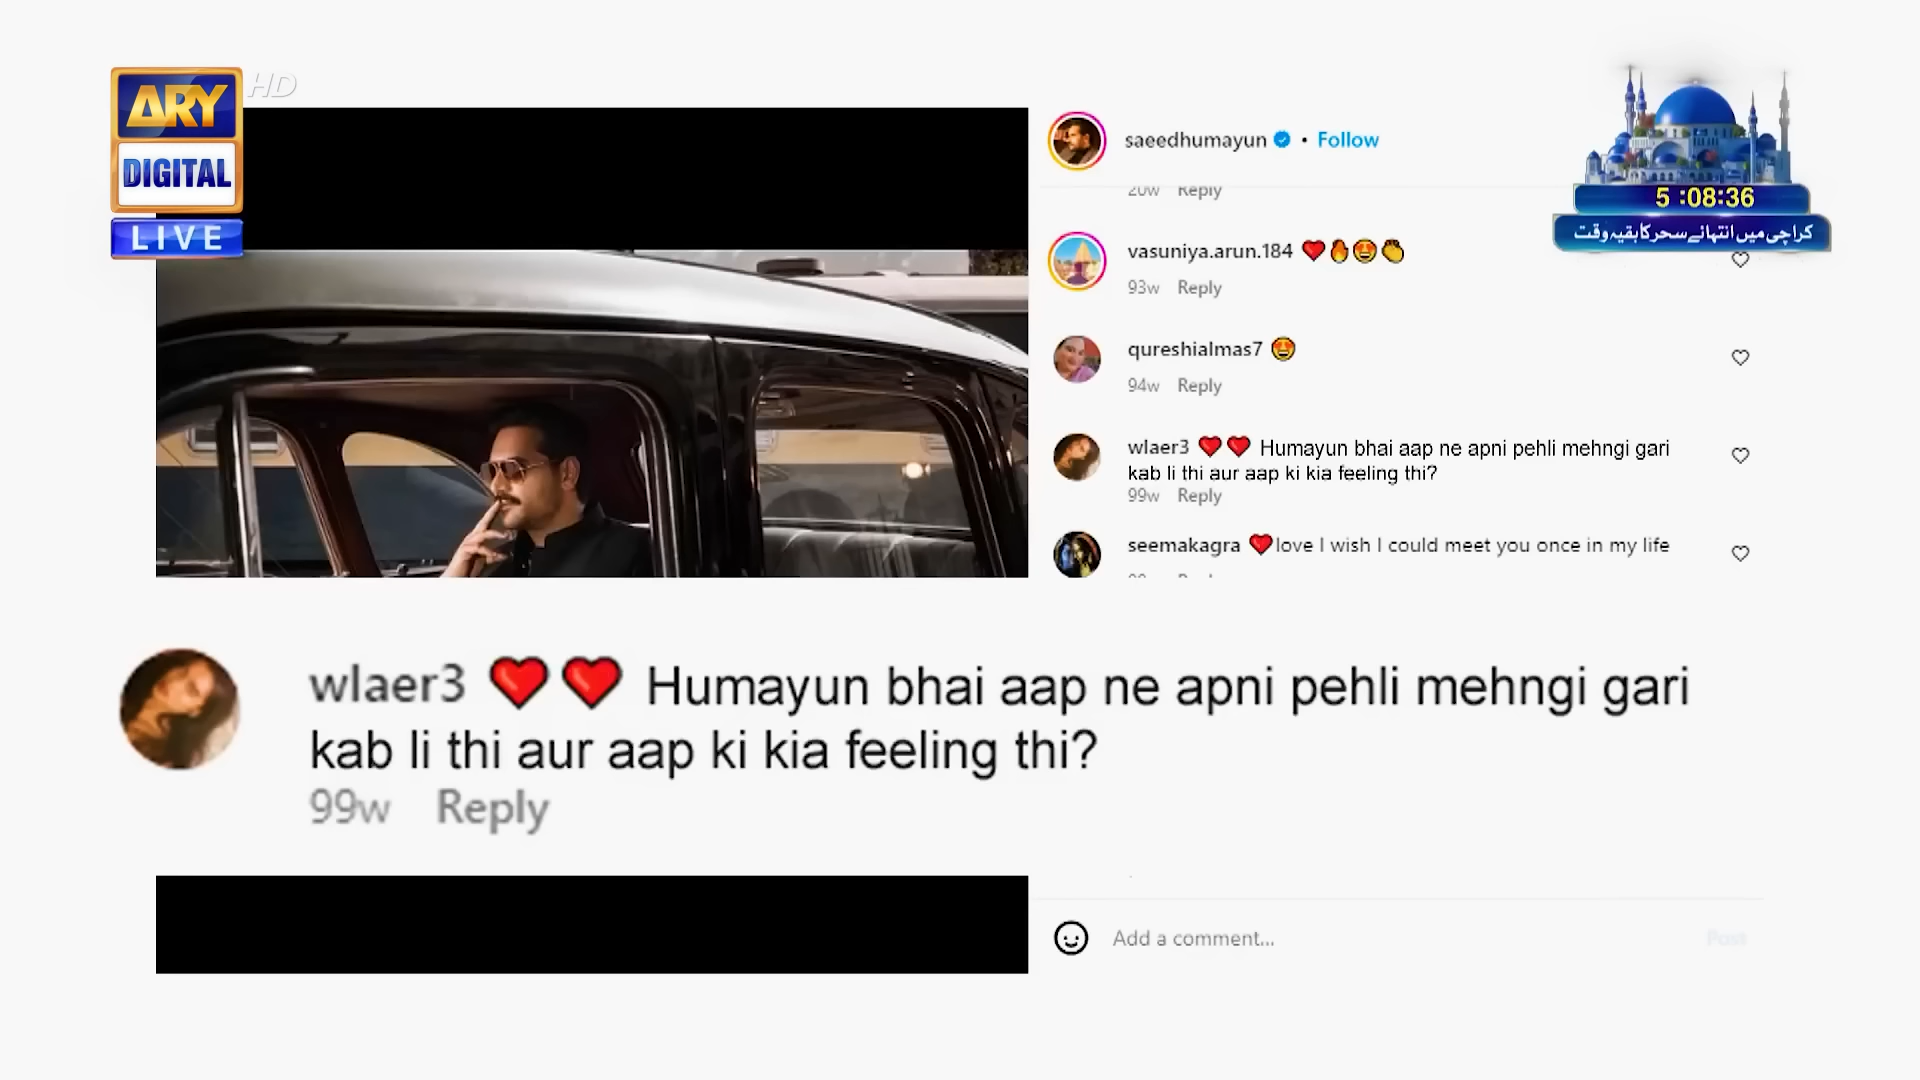 ARY
DIGITAL
LIVE
HD
saeedhumayun • Follow
20w Reply
5 :08:36
کراچی میں انتہائے سحر کا بقیہ وقت
vasuniya.arun.184 ❤️🔥😍👏
93w Reply
qureshialmas7 😍
94w Reply
wlaer3 ❤️❤️ Humayun bhai aap ne apni pehli mehngi gari
kab li thi aur aap ki kia feeling thi?
99w Reply
seemakagra ❤️love I wish I could meet you once in my life
wlaer3 ❤️❤️ Humayun bhai aap ne apni pehli mehngi gari
kab li thi aur aap ki kia feeling thi?
99w Reply
Add a comment...
Post